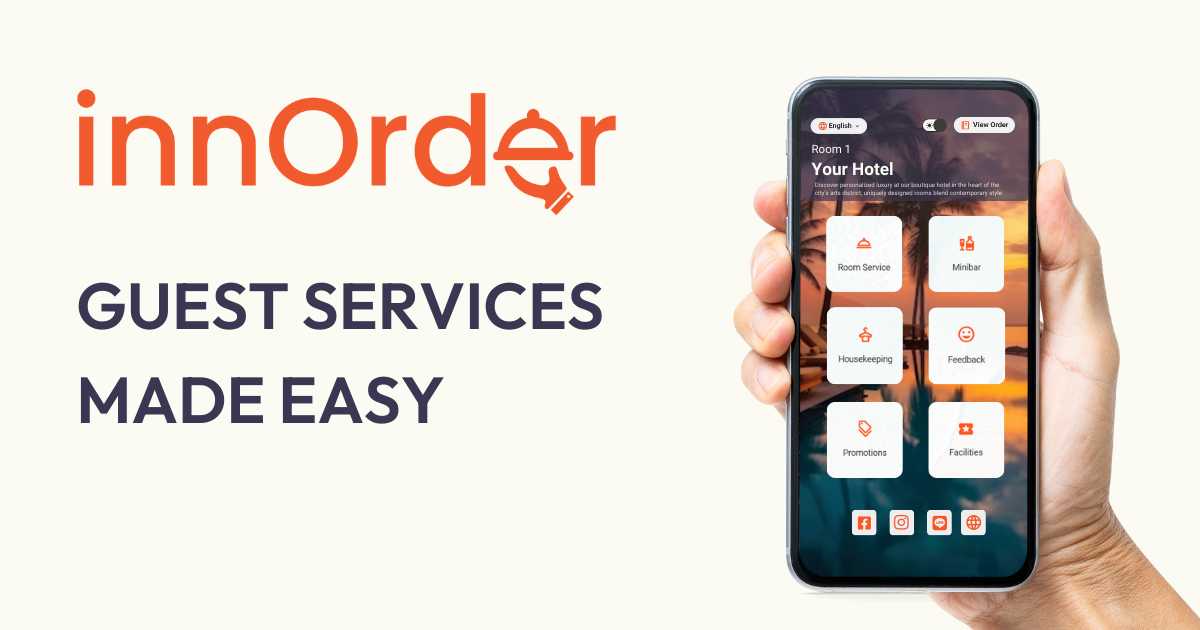 innOrder
GUEST SERVICES
MADE EASY
English
View Order
Room 1
Your Hotel
Discover personalized luxury at our boutique hotel in the heart of the
city's arts district, uniquely designed rooms blend contemporary style
Room Service
Minibar
Housekeeping
Feedback
Promotions
Facilities
LINE